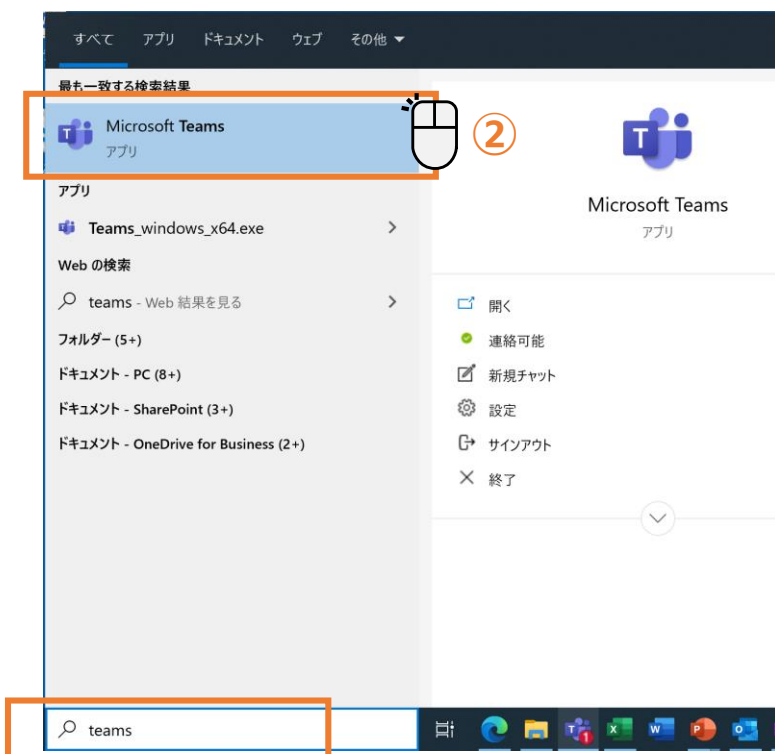 すべて アプリ ドキュメント ウェブ その他
最も一致する検索結果
Microsoft Teams
アプリ
②
アプリ
Teams_windows_x64.exe
Web の検索
teams - Web 結果を見る
フォルダー (5+)
ドキュメント - PC (8+)
ドキュメント - SharePoint (3+)
ドキュメント - OneDrive for Business (2+)
Microsoft Teams
アプリ
開く
連絡可能
新規チャット
設定
サインアウト
終了
teams